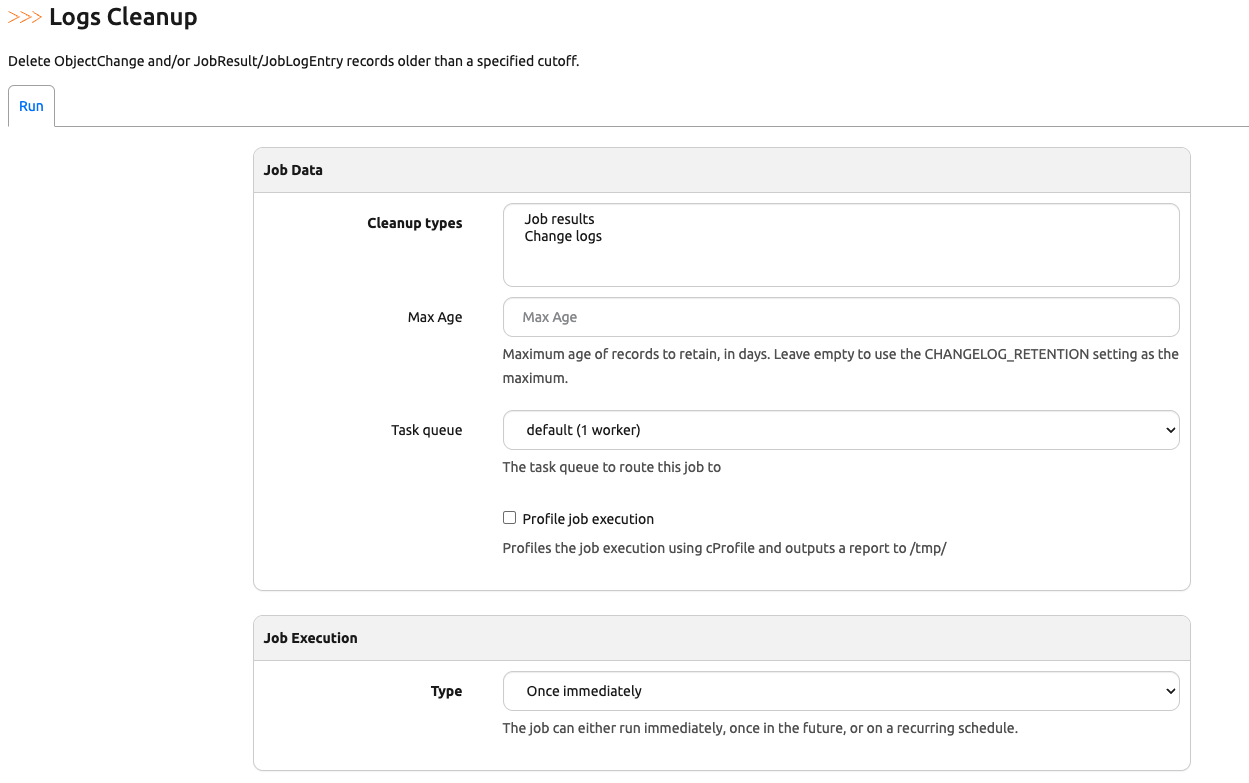 >>> Logs Cleanup
Delete ObjectChange and/or JobResult/JobLogEntry records older than a specified cutoff.
Run
Job Data
Cleanup types
Job results
Change logs
Max Age
Max Age
Maximum age of records to retain, in days. Leave empty to use the CHANGELOG_RETENTION setting as the
maximum.
Task queue
default (1 worker)
The task queue to route this job to
Profile job execution
Profiles the job execution using cProfile and outputs a report to /tmp/
Job Execution
Type
Once immediately
The job can either run immediately, once in the future, or on a recurring schedule.